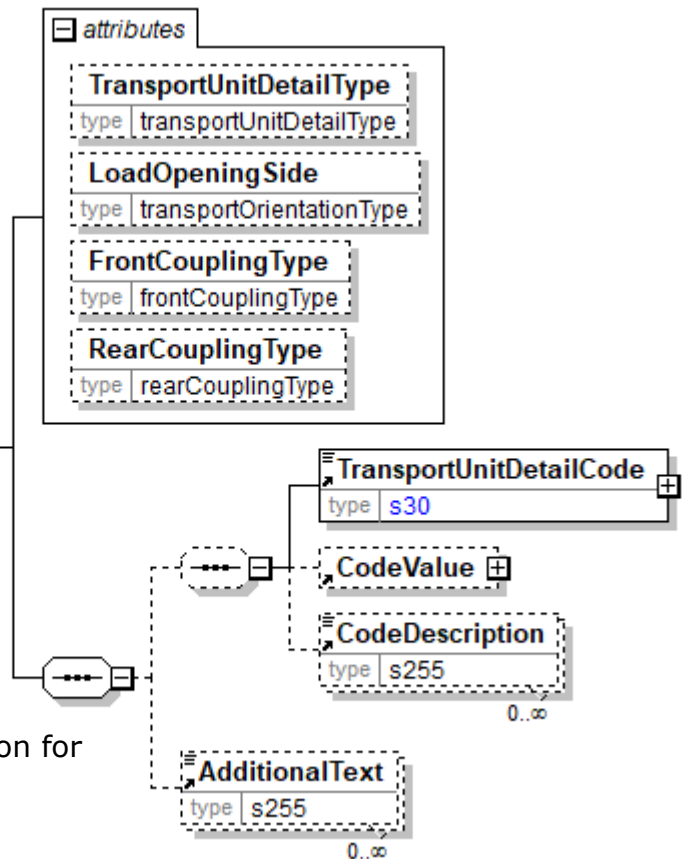 attributes
TransportUnitDetailType
type transportUnitDetailType
LoadOpeningSide
type transportOrientationType
FrontCouplingType
type frontCouplingType
RearCouplingType
type rearCouplingType
TransportUnitDetailCode
type s30
CodeValue
CodeDescription
type s255
0..∞
on for
AdditionalText
type s255
0..∞